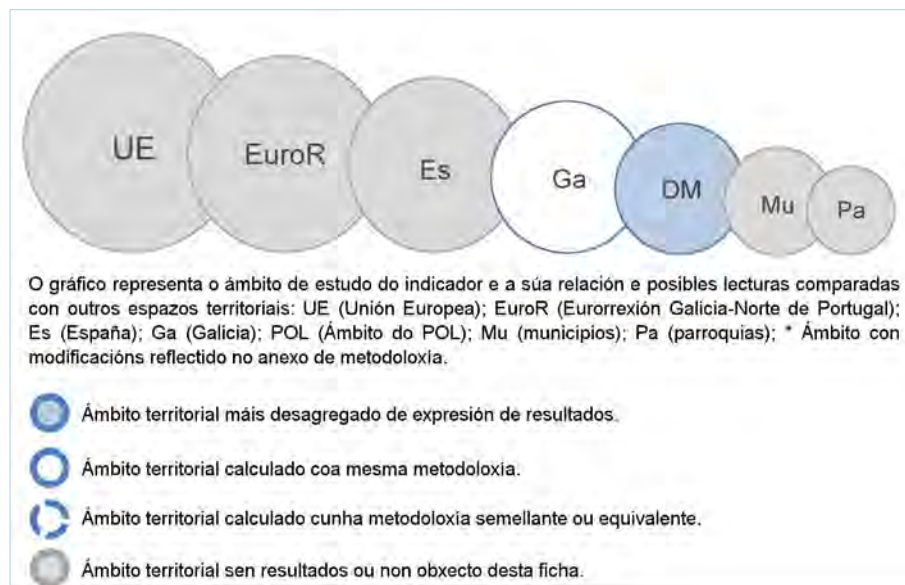 UE EuroR Es Ga DM Mu Pa
O gráfico representa o ámbito de estudo do indicador e a súa relación e posibles lecturas comparadas
con outros espazos territoriais: UE (Unión Europea); EuroR (Eurorrexión Galicia-Norte de Portugal);
Es (España); Ga (Galicia); POL (Ámbito do POL); Mu (municipios); Pa (parroquias); * Ámbito con
modificacións reflectido no anexo de metodoloxia.
Ámbito territorial máis desagregado de expresión de resultados.
Ámbito territorial calculado coa mesma metodoloxia.
Ámbito territorial calculado cunha metodoloxia semellante ou equivalente.
Ámbito territorial sen resultados ou non obxecto desta ficha.